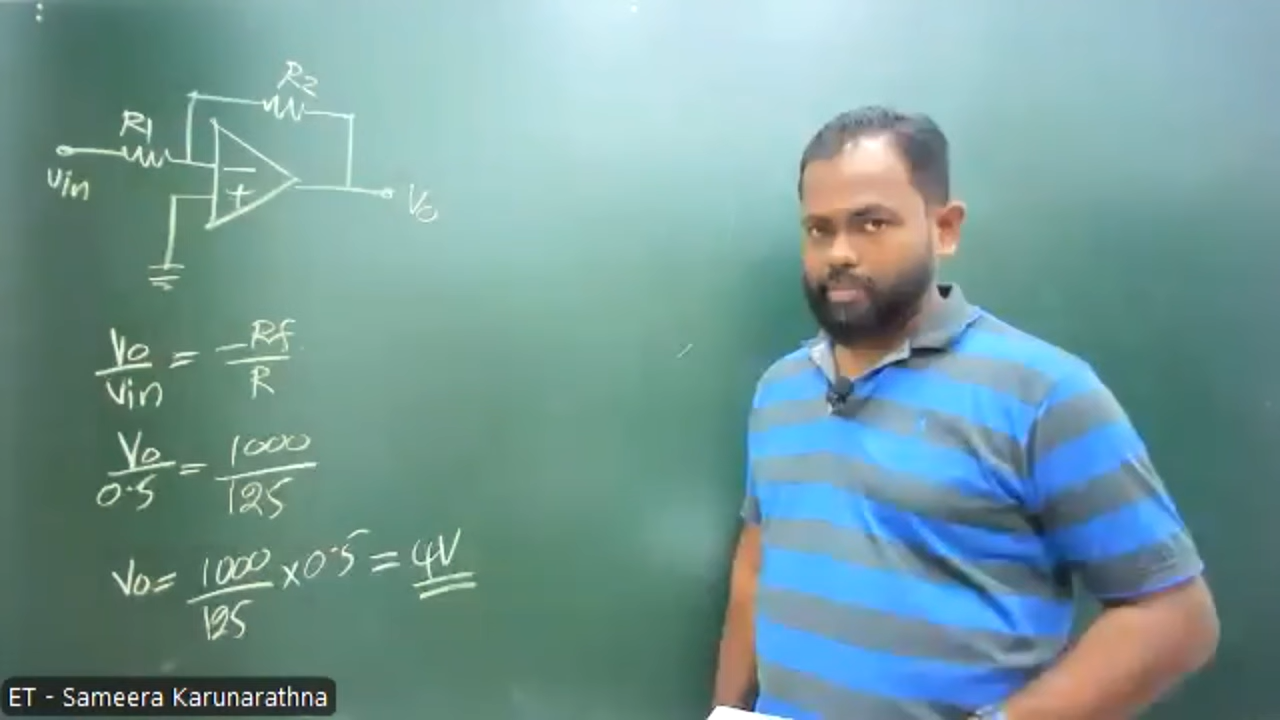 R2
R1
Vin
−
+
Vo
Vo/Vin = -Rf/R
Vo/0.5 = 1000/125
Vo = 1000/125 x 0.5 = 4V
ET - Sameera Karunarathna